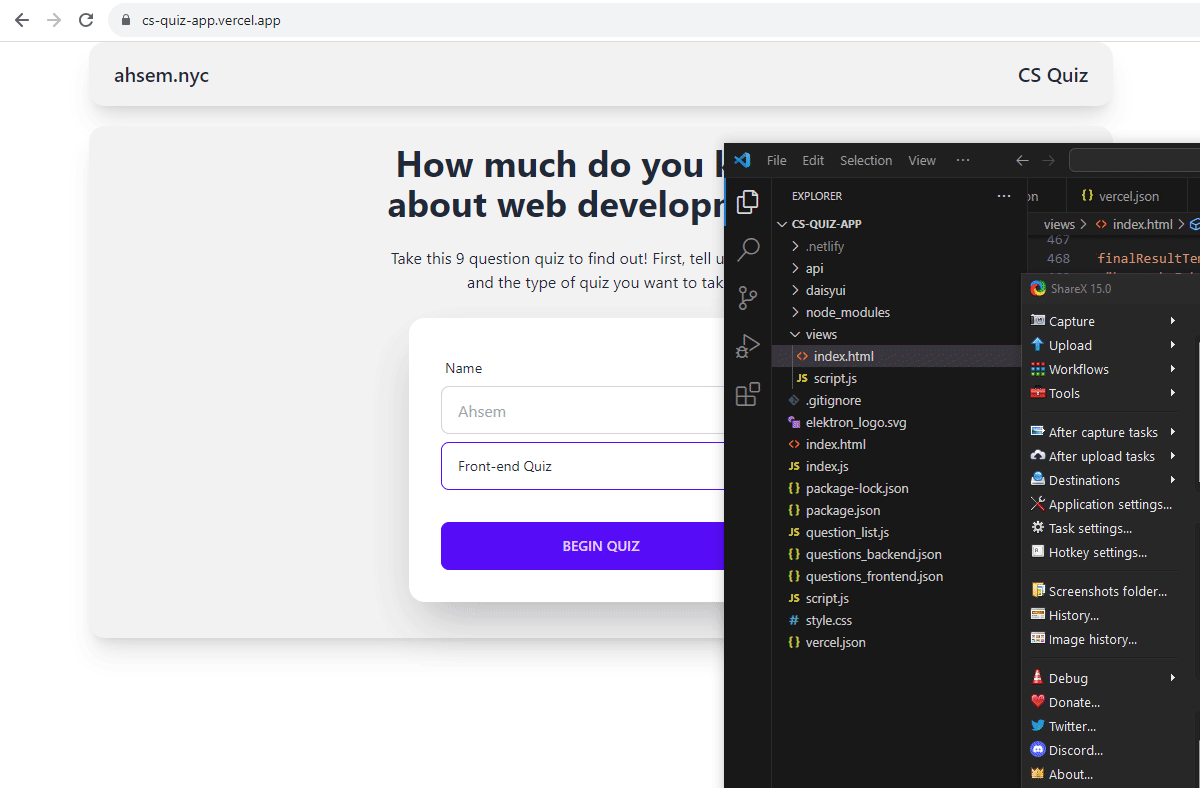 cs-quiz-app.vercel.app
ahsem.nyc
CS Quiz
How much do you
about web
Take this 9 question quiz to find out! First, tell
and the type of quiz you want to
Name
Ahsem
Front-end Quiz
BEGIN QUIZ
File Edit Selection View ···
EXPLORER ···
CS-QUIZ-APP
.netlify
api
daisyui
node_modules
views
index.html
script.js
.gitignore
elektron_logo.svg
index.html
index.js
package-lock.json
package.json
question_list.js
questions_backend.json
questions_frontend.json
script.js
style.css
vercel.json
on {} vercel.json
views > index.html >
467
468 finalResultTe
ShareX 15.0
Capture
Upload
Workflows
Tools
After capture tasks
After upload tasks
Destinations
Application settings...
Task settings...
Hotkey settings...
Screenshots folder...
History...
Image history...
Debug
Donate...
Twitter...
Discord...
About...